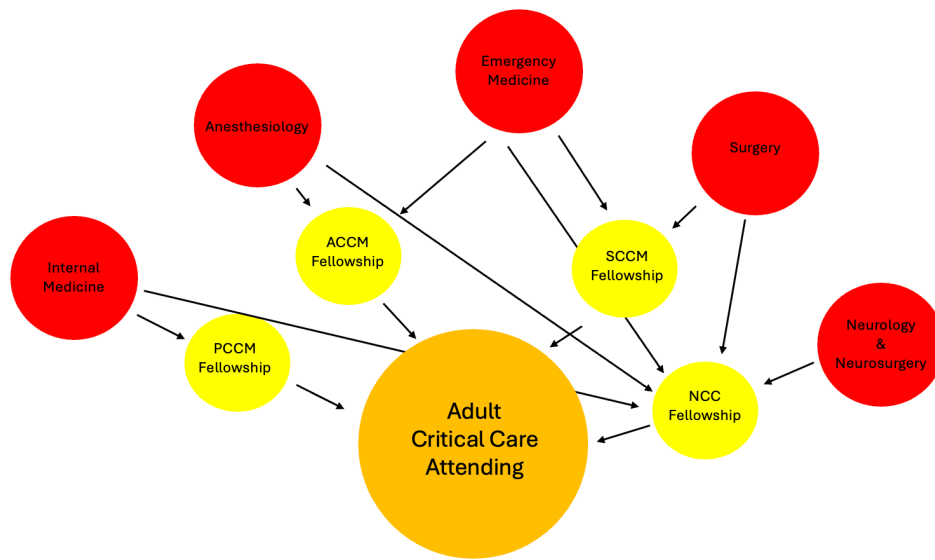 Emergency
Medicine
Anesthesiology
Surgery
ACCM
Fellowship
SCCM
Fellowship
Internal
Medicine
PCCM
Fellowship
Neurology
&
Neurosurgery
NCC
Fellowship
Adult
Critical Care
Attending